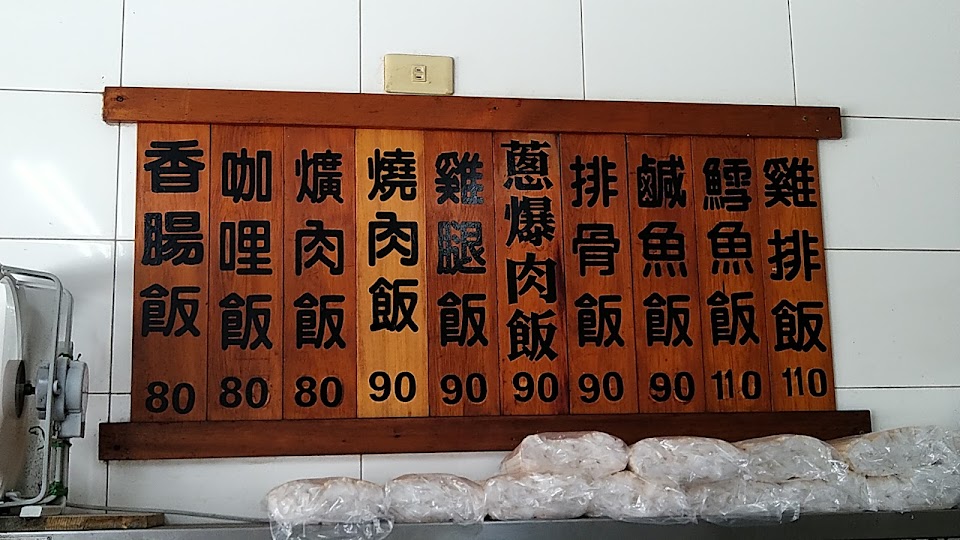 香腸飯 80
咖哩飯 80
爌肉飯 80
燒肉飯 90
雞腿飯 90
蔥爆肉飯 90
排骨飯 90
鹹魚飯 90
鱈魚飯 110
雞排飯 110